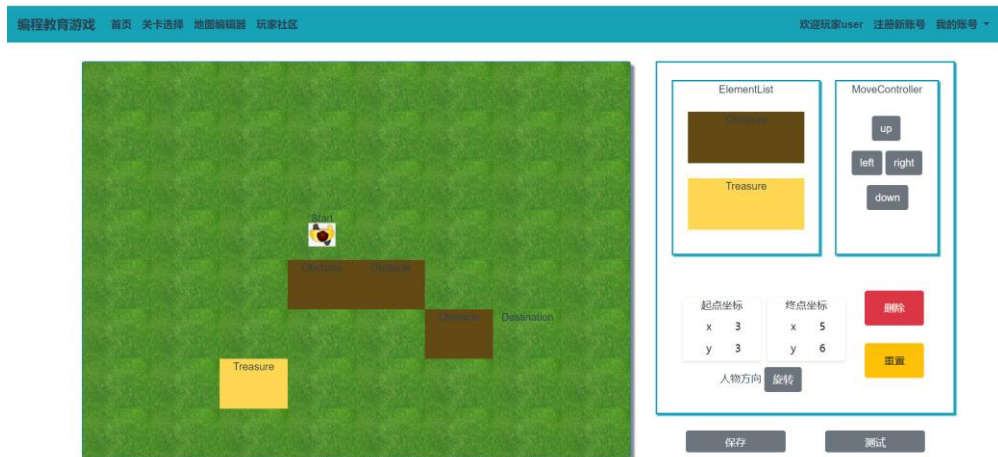 编程教育游戏 首页 关卡选择 地图编辑器 玩家社区 欢迎玩家user 注册新账号 我的账号
ElementList
MoveController
Obstacle
up
left right
Treasure
down
Start
Obstacle Obstacle
起点坐标 终点坐标
删除
x 3 x 5
Obstacle Destination
y 3 y 6
重置
Treasure
人物方向 旋转
保存 测试